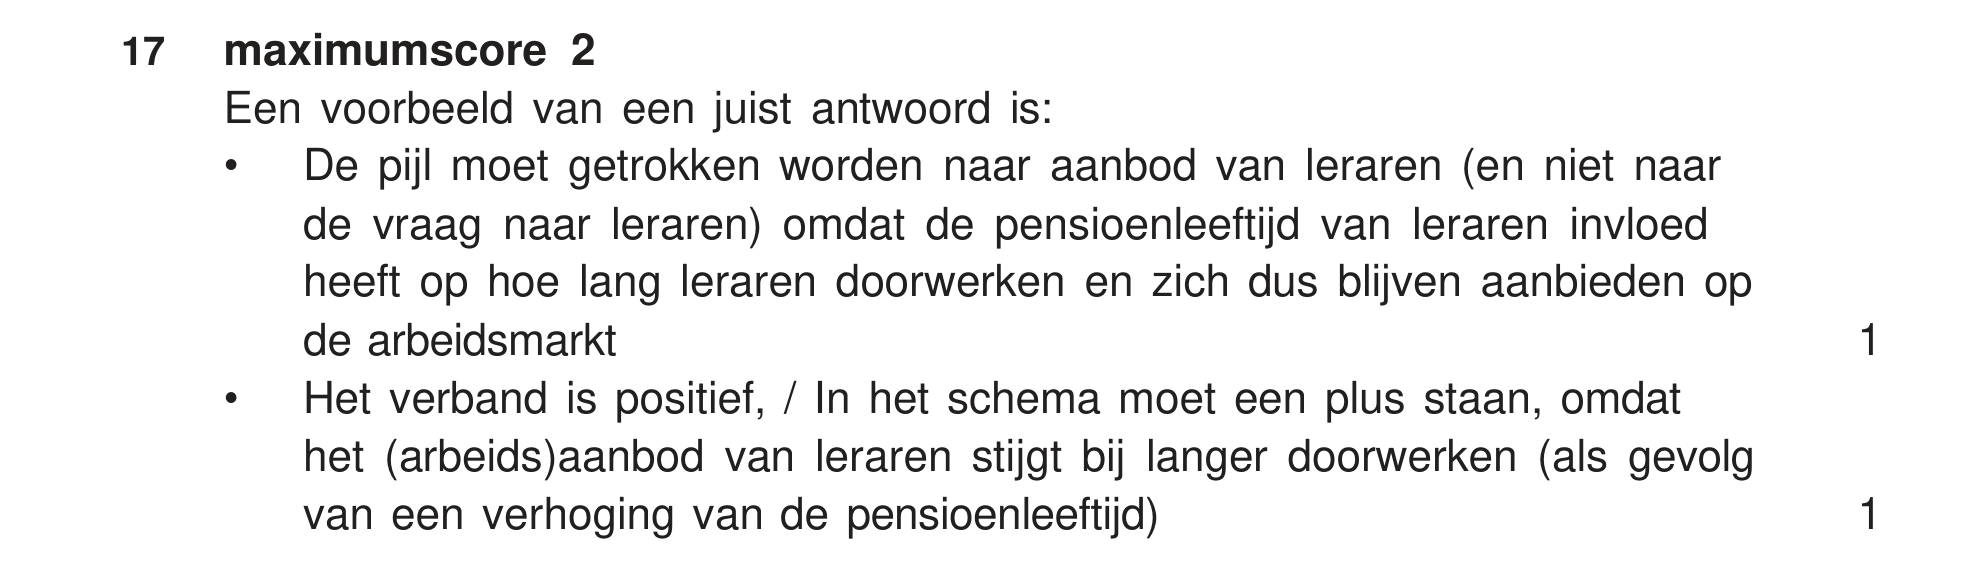 17 maximumscore 2
Een voorbeeld van een juist antwoord is:
• De pijl moet getrokken worden naar aanbod van leraren (en niet naar
de vraag naar leraren) omdat de pensioenleeftijd van leraren invloed
heeft op hoe lang leraren doorwerken en zich dus blijven aanbieden op
de arbeidsmarkt 1
• Het verband is positief, / In het schema moet een plus staan, omdat
het (arbeids)aanbod van leraren stijgt bij langer doorwerken (als gevolg
van een verhoging van de pensioenleeftijd) 1